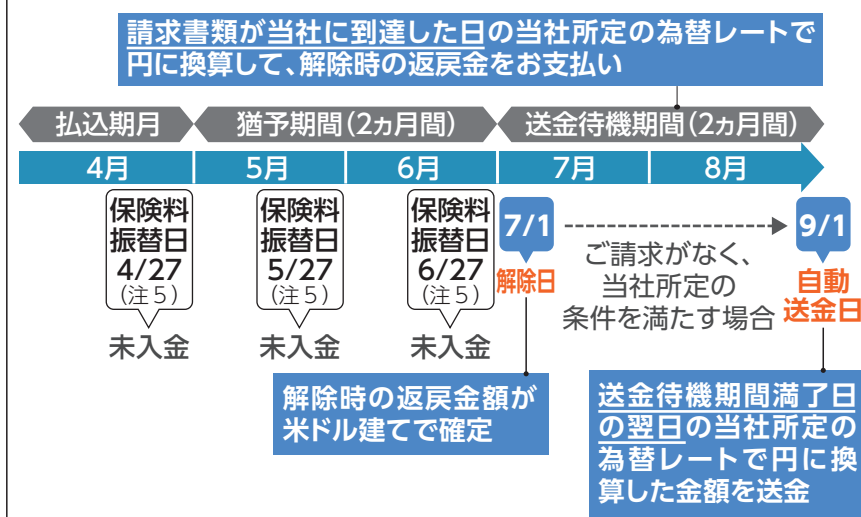 請求書類が当社に到達した日の当社所定の為替レートで
円に換算して、解除時の返戻金をお支払い
払込期月
猶予期間(2ヵ月間)
送金待機期間(2ヵ月間)
4月
5月
6月
7月
8月
保険料
振替日
4/27
(注5)
未入金
保険料
振替日
5/27
(注5)
未入金
保険料
振替日
6/27
(注5)
未入金
7/1
解除日
ご請求がなく、
当社所定の
条件を満たす場合
9/1
自動
送金日
解除時の返戻金額が
米ドル建てで確定
送金待機期間満了日
の翌日の当社所定の
為替レートで円に換
算した金額を送金